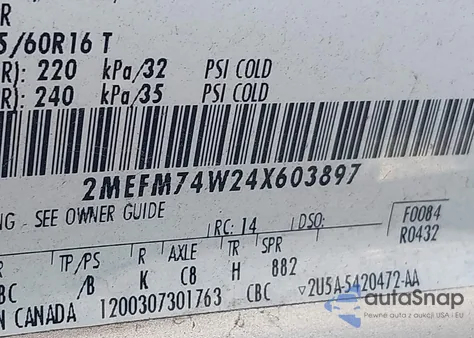 R
5/60R16 T
R): 220 kPa/32 PSI COLD
R): 240 kPa/35 PSI COLD
2MEFM74W24X603897
NG - SEE OWNER GUIDE
RC: 14 DSO:
F0084
R0432
TP/PS R AXLE TR SPR
BC /B K C8 H 882
N CANADA 1200307301763 CBC ▽2U5A-5420472-AA
autoSnap
Pewne auta z aukcji w USA i EU